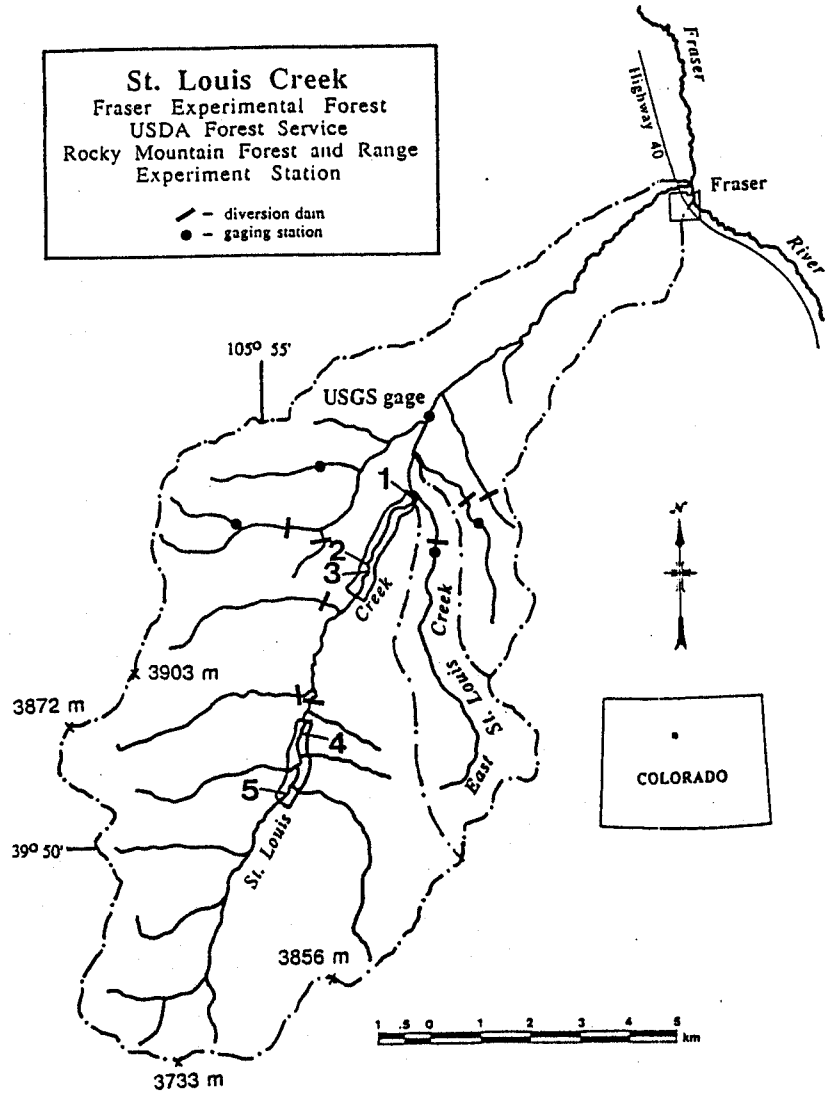 St. Louis Creek
Fraser Experimental Forest
USDA Forest Service
Rocky Mountain Forest and Range
Experiment Station
– diversion dam
– gaging station
Fraser
Highway 40
Fraser
River
105° 55'
USGS gage
1
2
3
Creek
Creek
N
3903 m
3872 m
St. Louis
East
4
COLORADO
5
39° 50'
St. Louis
3856 m
1 .5 0 1 2 3 4 5
km
3733 m